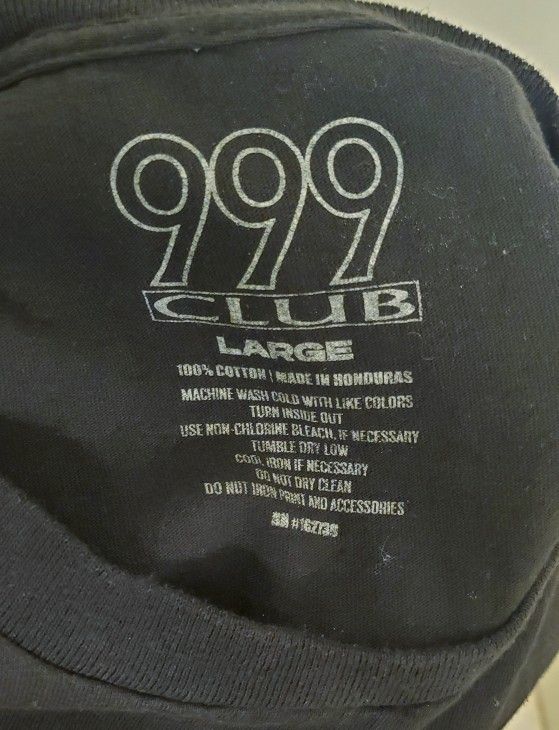 999
CLUB
LARGE
100% COTTON | MADE IN HONDURAS
MACHINE WASH COLD WITH LIKE COLORS
TURN INSIDE OUT
USE NON-CHLORINE BLEACH, IF NECESSARY
TUMBLE DRY LOW
COOL IRON IF NECESSARY
DO NOT DRY CLEAN
DO NOT IRON PRINT AND ACCESSORIES